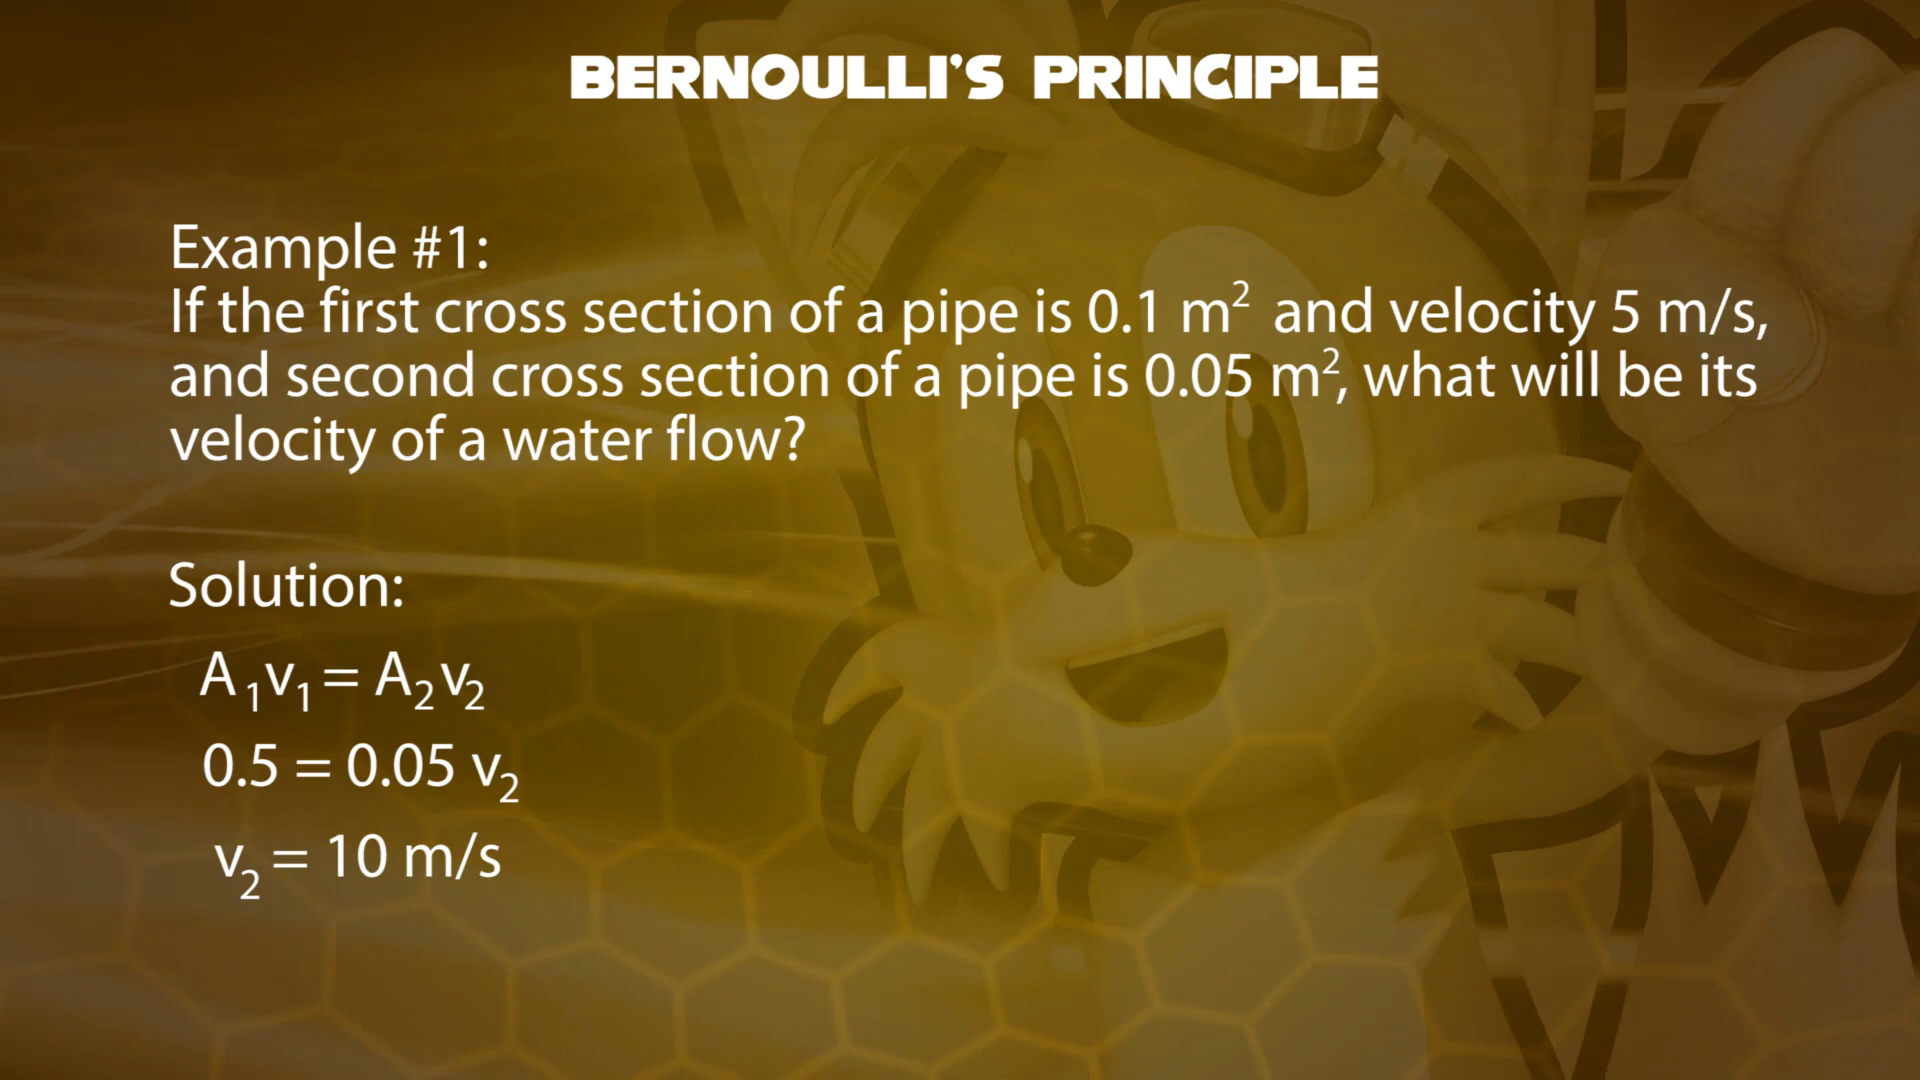 BERNOULLI'S PRINCIPLE
Example #1:
If the first cross section of a pipe is 0.1 m² and velocity 5 m/s,
and second cross section of a pipe is 0.05 m², what will be its
velocity of a water flow?
Solution:
A₁v₁ = A₂v₂
0.5 = 0.05 v₂
v₂ = 10 m/s